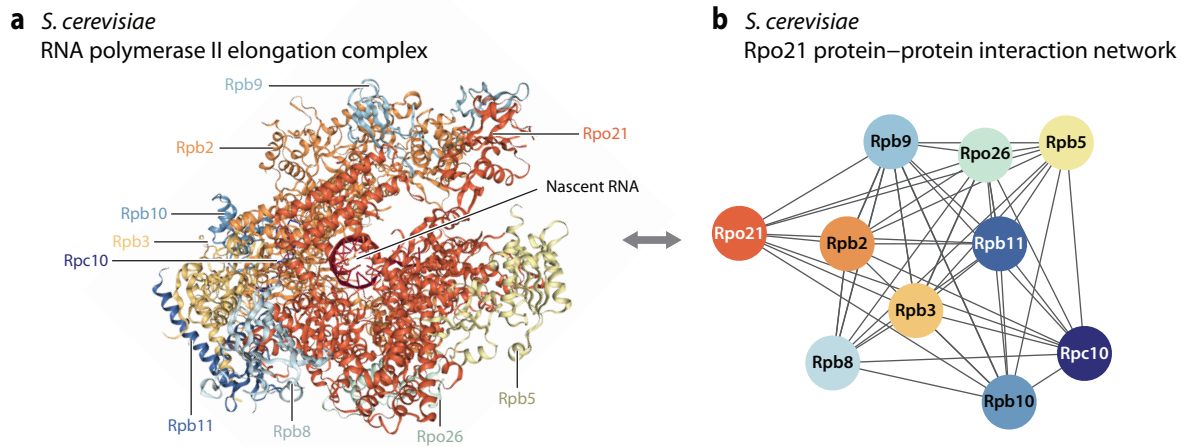 a S. cerevisiae
RNA polymerase II elongation complex
Rpb9
Rpb2
Rpo21
Nascent RNA
Rpb10
Rpb3
Rpc10
Rpb5
Rpb11
Rpb8
Rpo26
b S. cerevisiae
Rpo21 protein–protein interaction network
Rpb9
Rpo26
Rpb5
Rpo21
Rpb2
Rpb11
Rpb3
Rpb8
Rpc10
Rpb10